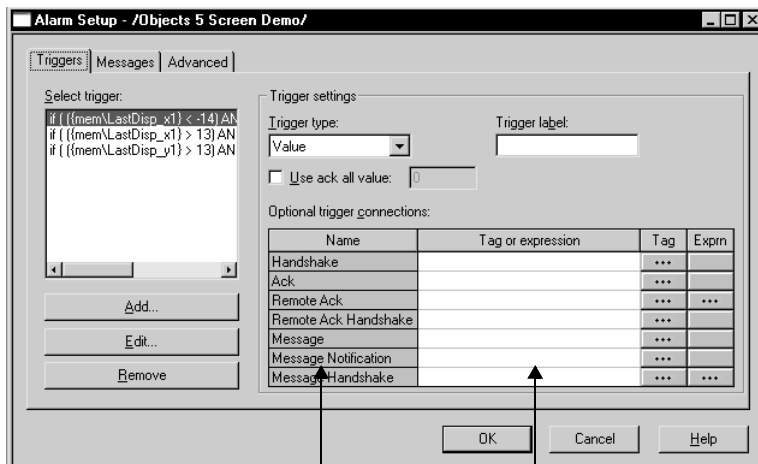 Alarm Setup - /Objects 5 Screen Demo/
Triggers Messages Advanced
Select trigger:
if ( ({mem\LastDisp_x1} < -14) AN
if ( ({mem\LastDisp_x1} > 13) AN
if ( ({mem\LastDisp_y1} > 13) AN
Add...
Edit...
Remove
Trigger settings
Trigger type:
Value
Trigger label:
Use ack all value: 0
Optional trigger connections:
Name Tag or expression Tag Exprn
Handshake ...
Ack ...
Remote Ack ... ...
Remote Ack Handshake ...
Message ...
Message Notification ...
Message Handshake ... ...
OK Cancel Help